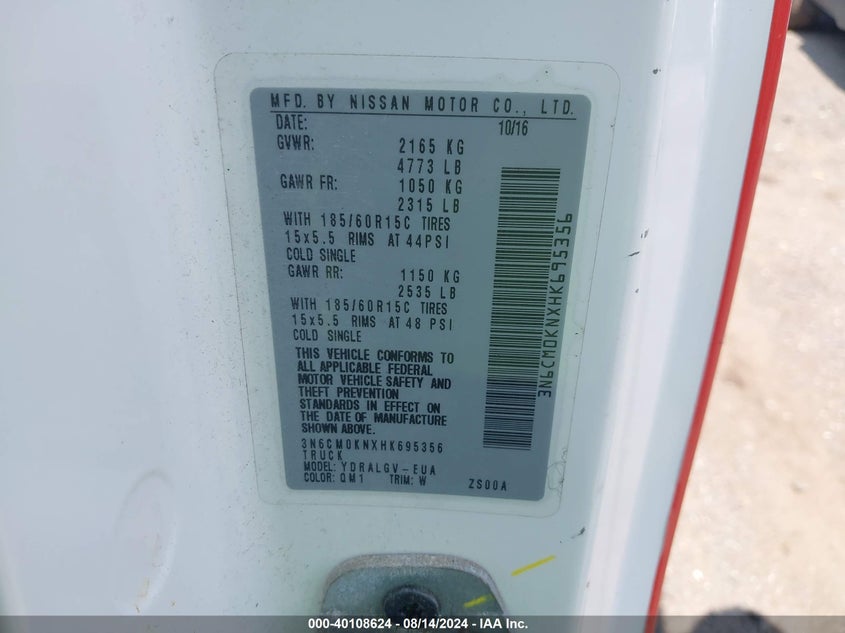 MFD. BY NISSAN MOTOR CO., LTD.
DATE: 10/16
GVWR: 2165 KG
4773 LB
GAWR FR: 1050 KG
2315 LB
WITH 185/60R15C TIRES
15x5.5 RIMS AT 44PSI
COLD SINGLE
GAWR RR: 1150 KG
2535 LB
WITH 185/60R15C TIRES
15x5.5 RIMS AT 48 PSI
COLD SINGLE
THIS VEHICLE CONFORMS TO
ALL APPLICABLE FEDERAL
MOTOR VEHICLE SAFETY AND
THEFT PREVENTION
STANDARDS IN EFFECT ON
THE DATE OF MANUFACTURE
SHOWN ABOVE.
3N6CM0KNXHK695356
TRUCK
MODEL: YDRALGV-EUA
COLOR: QM1 TRIM: W ZS00A
3N6CM0KNXHK695356
000-40108624 - 08/14/2024 - IAA Inc.